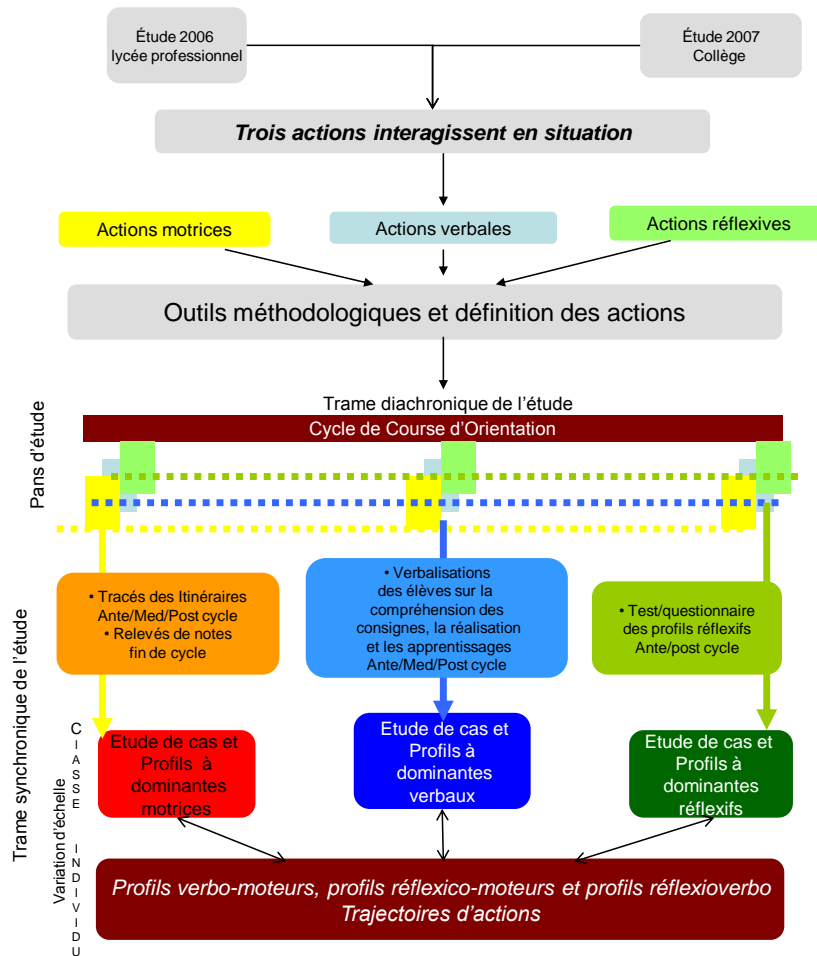 Étude 2006
lycée professionnel
Étude 2007
Collège
Trois actions interagissent en situation
Actions motrices
Actions verbales
Actions réflexives
Outils méthodologiques et définition des actions
Trame diachronique de l'étude
Cycle de Course d'Orientation
Pans d'étude
• Tracés des Itinéraires
Ante/Med/Post cycle
• Relevés de notes
fin de cycle
• Verbalisations
des élèves sur la
compréhension des
consignes, la réalisation
et les apprentissages
Ante/Med/Post cycle
• Test/questionnaire
des profils réflexifs
Ante/post cycle
Trame synchronique de l'étude
Variation d'échelle
ClASSE
INDIVIDU
Etude de cas et
Profils à
dominantes
motrices
Etude de cas et
Profils à
dominantes
verbaux
Etude de cas et
Profils à
dominantes
réflexifs
Profils verbo-moteurs, profils réflexico-moteurs et profils réflexioverbo
Trajectoires d'actions